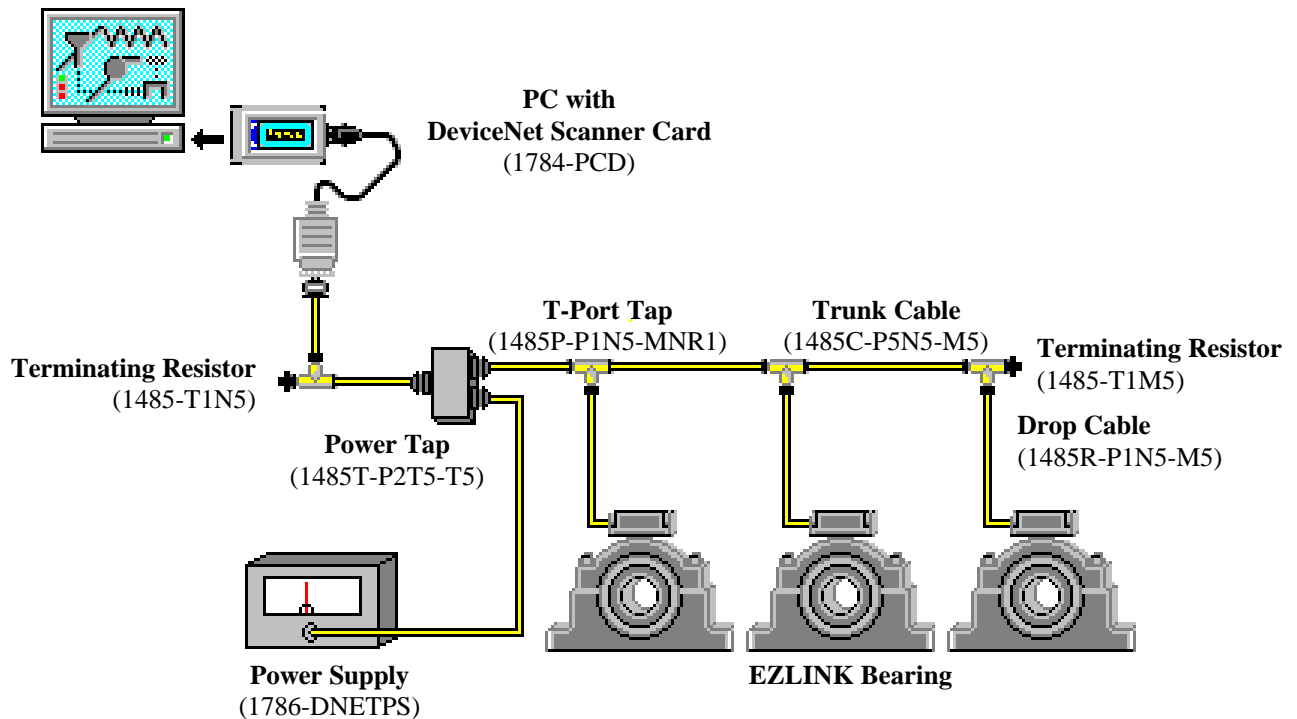 PC with
DeviceNet Scanner Card
(1784-PCD)
T-Port Tap
(1485P-P1N5-MNR1)
Trunk Cable
(1485C-P5N5-M5)
Terminating Resistor
(1485-T1N5)
Terminating Resistor
(1485-T1M5)
Power Tap
(1485T-P2T5-T5)
Drop Cable
(1485R-P1N5-M5)
Power Supply
(1786-DNETPS)
EZLINK Bearing